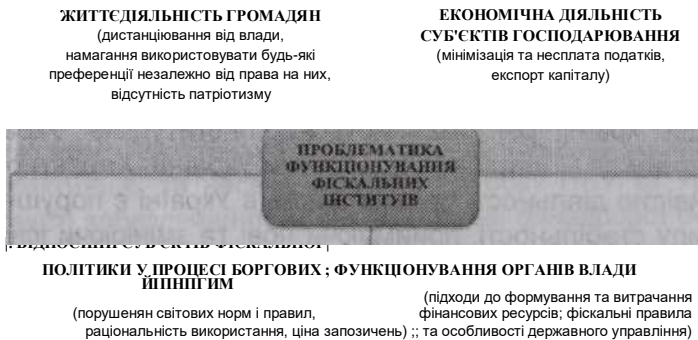 ЖИТТЄДІЯЛЬНІСТЬ ГРОМАДЯН
(дистанціювання від влади,
намагання використовувати будь-які
преференції незалежно від права на них,
відсутність патріотизму
ЕКОНОМІЧНА ДІЯЛЬНІСТЬ
СУБ'ЄКТІВ ГОСПОДАРЮВАННЯ
(мінімізація та несплата податків,
експорт капіталу)
ПРОБЛЕМАТИКА
ФУНКЦІОНУВАННЯ
ФІСКАЛЬНИХ
ІНСТИТУІВ
ПОЛІТИКИ У ПРОЦЕСІ БОРГОВИХ ; ФУНКЦІОНУВАННЯ ОРГАНІВ ВЛАДИ
ЙПНПГИМ
(порушенян світових норм і правил,
раціональність використання, ціна запозичень) ;; та особливості державного управління)
(підходи до формування та витрачання
фінансових ресурсів; фіскальні правила